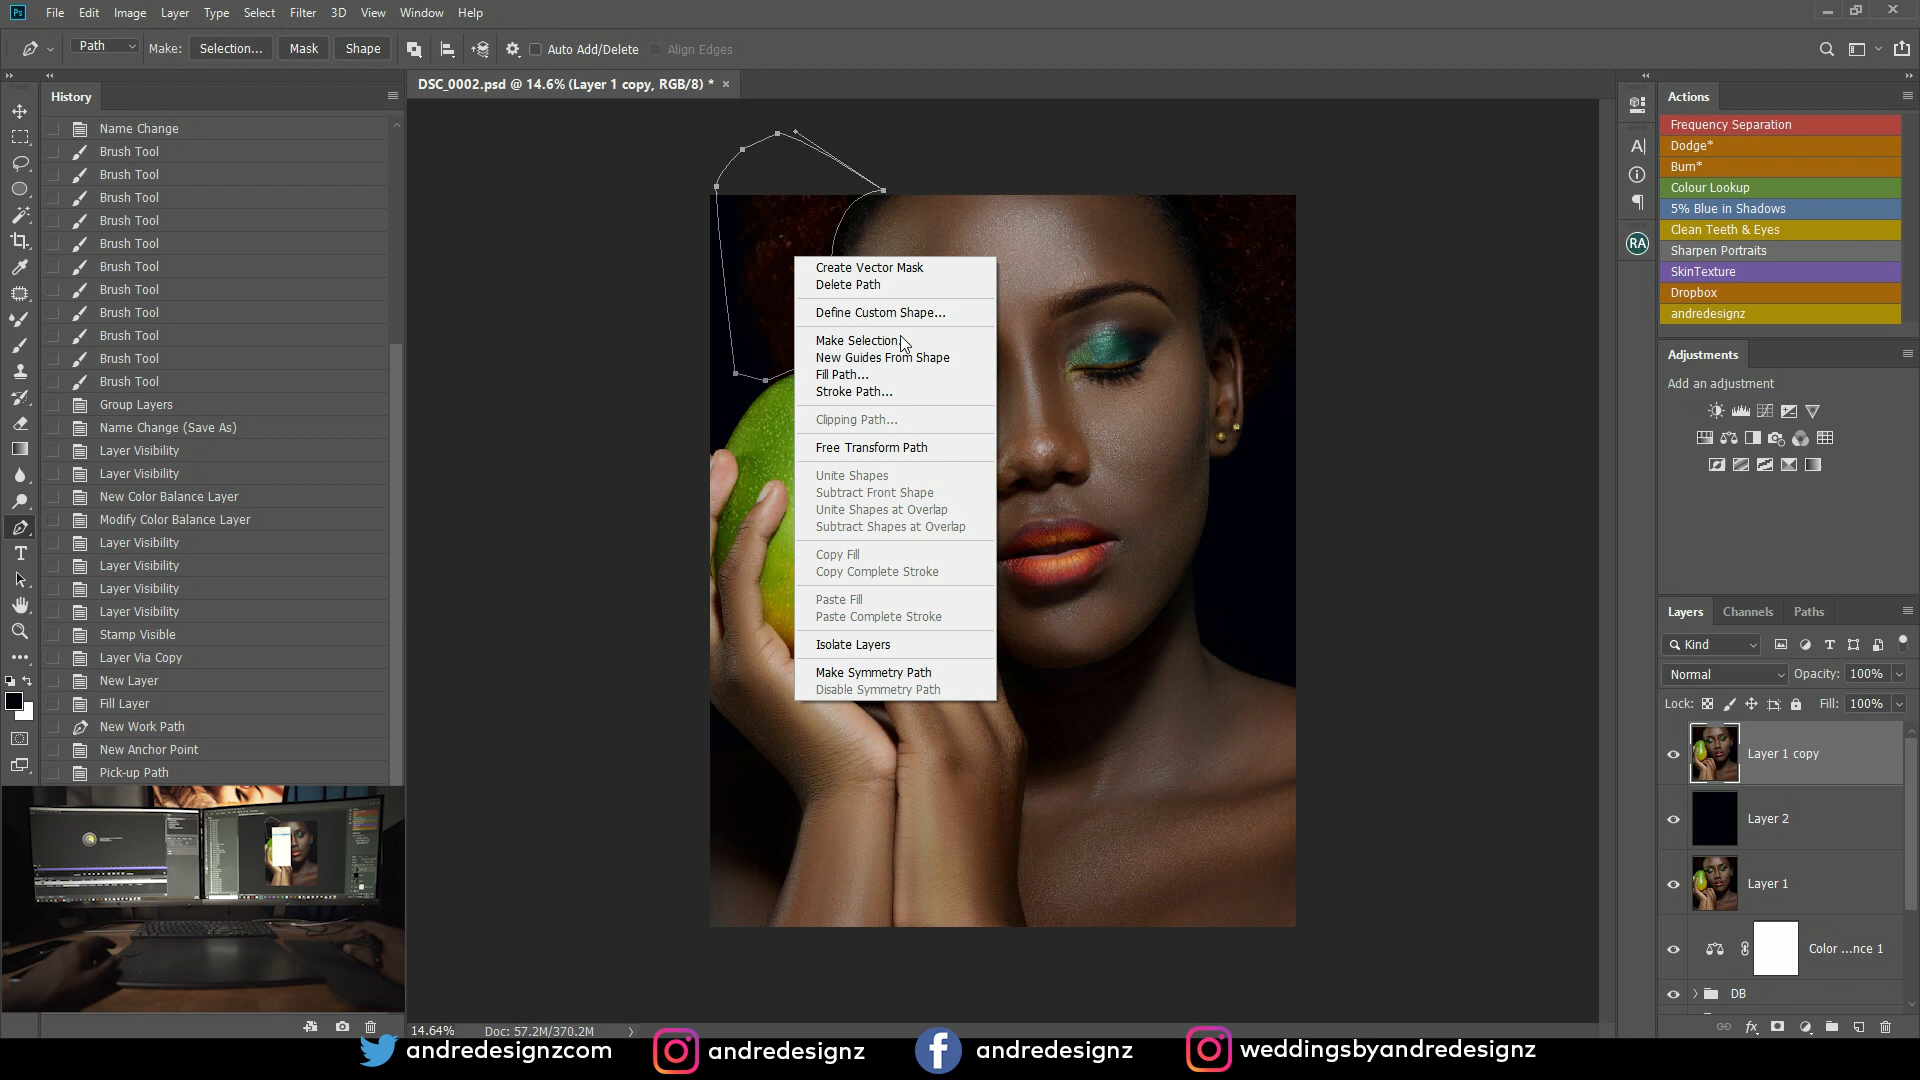 Ps File Edit Image Layer Type Select Filter 3D View Window Help
Path Make: Selection... Mask Shape Auto Add/Delete Align Edges
History
Name Change
Brush Tool
Brush Tool
Brush Tool
Brush Tool
Brush Tool
Brush Tool
Brush Tool
Brush Tool
Brush Tool
Brush Tool
Brush Tool
Group Layers
Name Change (Save As)
Layer Visibility
Layer Visibility
New Color Balance Layer
Modify Color Balance Layer
Layer Visibility
Layer Visibility
Layer Visibility
Layer Visibility
Stamp Visible
Layer Via Copy
New Layer
Fill Layer
New Work Path
New Anchor Point
Pick-up Path
DSC_0002.psd @ 14.6% (Layer 1 copy, RGB/8) *
Create Vector Mask
Delete Path
Define Custom Shape...
Make Selection
New Guides From Shape
Fill Path...
Stroke Path...
Clipping Path...
Free Transform Path
Unite Shapes
Subtract Front Shape
Unite Shapes at Overlap
Subtract Shapes at Overlap
Copy Fill
Copy Complete Stroke
Paste Fill
Paste Complete Stroke
Isolate Layers
Make Symmetry Path
Disable Symmetry Path
14.64% Doc: 57.2M/370.2M
RA
Actions
Frequency Separation
Dodge*
Burn*
Colour Lookup
5% Blue in Shadows
Clean Teeth & Eyes
Sharpen Portraits
SkinTexture
Dropbox
andredesignz
Adjustments
Add an adjustment
Layers Channels Paths
Kind
Normal Opacity: 100%
Lock: Fill: 100%
Layer 1 copy
Layer 2
Layer 1
Color ...nce 1
DB
andredesignzcom andredesignz andredesignz weddingsbyandredesignz